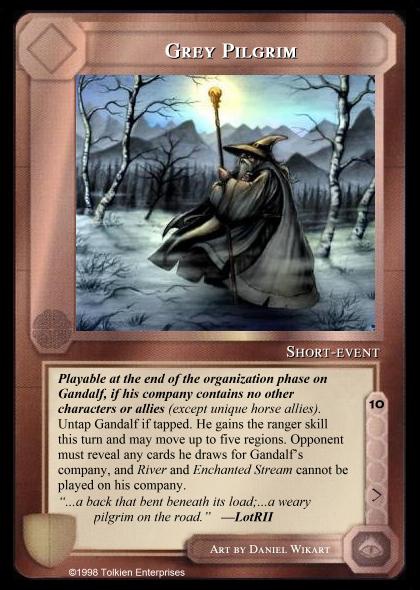 GREY PILGRIM
SHORT-EVENT
Playable at the end of the organization phase on
Gandalf, if his company contains no other
characters or allies (except unique horse allies).
Untap Gandalf if tapped. He gains the ranger skill
this turn and may move up to five regions. Opponent
must reveal any cards he draws for Gandalf`s
company, and River and Enchanted Stream cannot be
played on his company.
“...a back that bent beneath its load;...a weary
pilgrim on the road.” —LotRII
10
ART BY DANIEL WIKART
©1998 Tolkien Enterprises